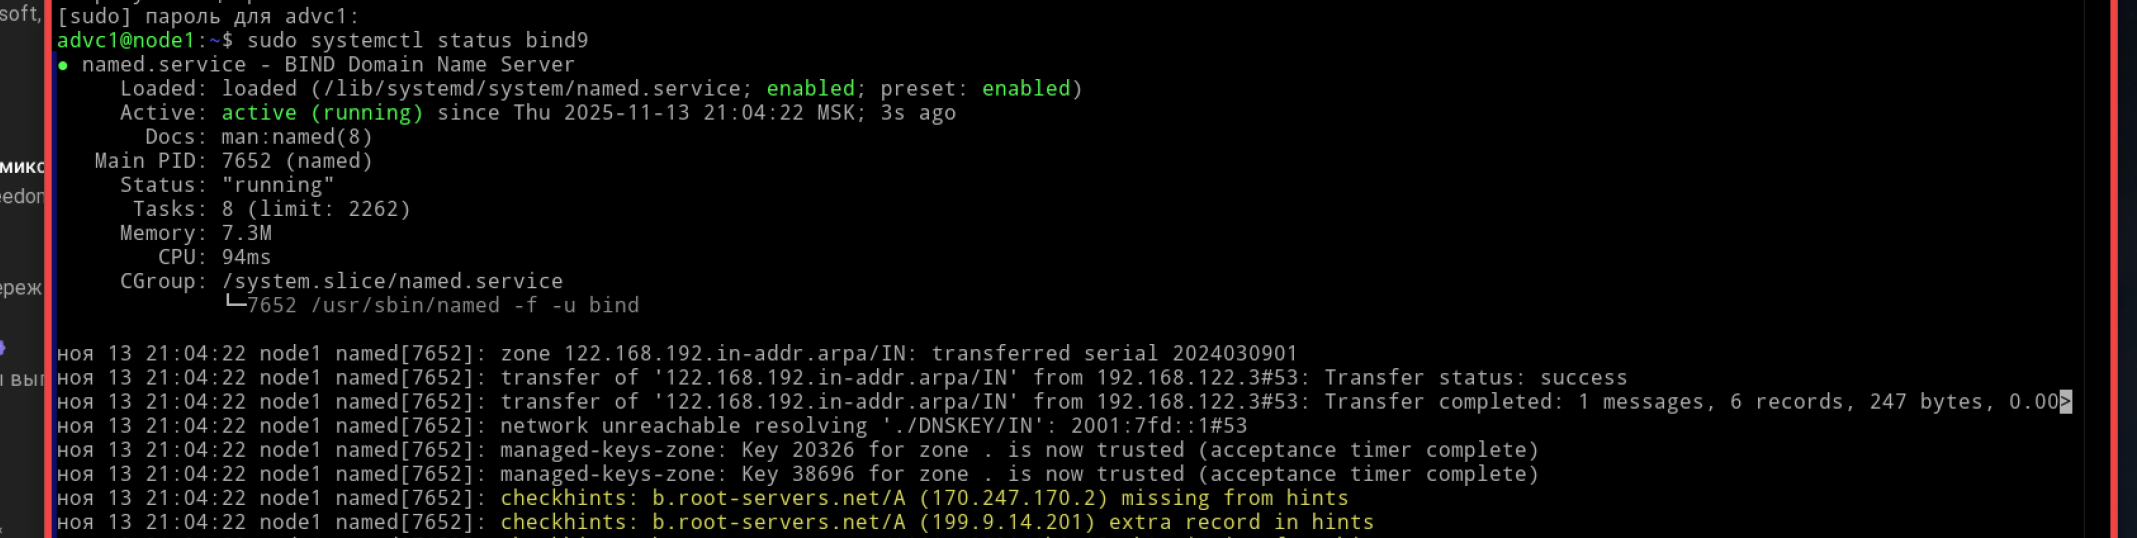 soft,
[sudo] пароль для advc1:
advc1@node1:~$ sudo systemctl status bind9
● named.service - BIND Domain Name Server
Loaded: loaded (/lib/systemd/system/named.service; enabled; preset: enabled)
Active: active (running) since Thu 2025-11-13 21:04:22 MSK; 3s ago
Docs: man:named(8)
Main PID: 7652 (named)
Status: "running"
Tasks: 8 (limit: 2262)
Memory: 7.3M
CPU: 94ms
CGroup: /system.slice/named.service
└─7652 /usr/sbin/named -f -u bind
ноя 13 21:04:22 node1 named[7652]: zone 122.168.192.in-addr.arpa/IN: transferred serial 2024030901
ноя 13 21:04:22 node1 named[7652]: transfer of '122.168.192.in-addr.arpa/IN' from 192.168.122.3#53: Transfer status: success
ноя 13 21:04:22 node1 named[7652]: transfer of '122.168.192.in-addr.arpa/IN' from 192.168.122.3#53: Transfer completed: 1 messages, 6 records, 247 bytes, 0.00>
ноя 13 21:04:22 node1 named[7652]: network unreachable resolving './DNSKEY/IN': 2001:7fd::1#53
ноя 13 21:04:22 node1 named[7652]: managed-keys-zone: Key 20326 for zone . is now trusted (acceptance timer complete)
ноя 13 21:04:22 node1 named[7652]: managed-keys-zone: Key 38696 for zone . is now trusted (acceptance timer complete)
ноя 13 21:04:22 node1 named[7652]: checkhints: b.root-servers.net/A (170.247.170.2) missing from hints
ноя 13 21:04:22 node1 named[7652]: checkhints: b.root-servers.net/A (199.9.14.201) extra record in hints